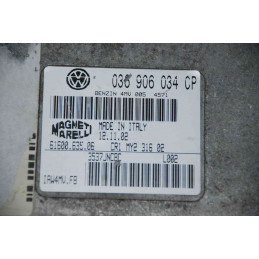 036 906 034 CP
BENZIN 4MV 005 4571
MAGNETI MARELLI
MADE IN ITALY
12.11.02
61600.635.06 CR1 MY2 316 02
3537JNCBC L002
IAW4MV.FB